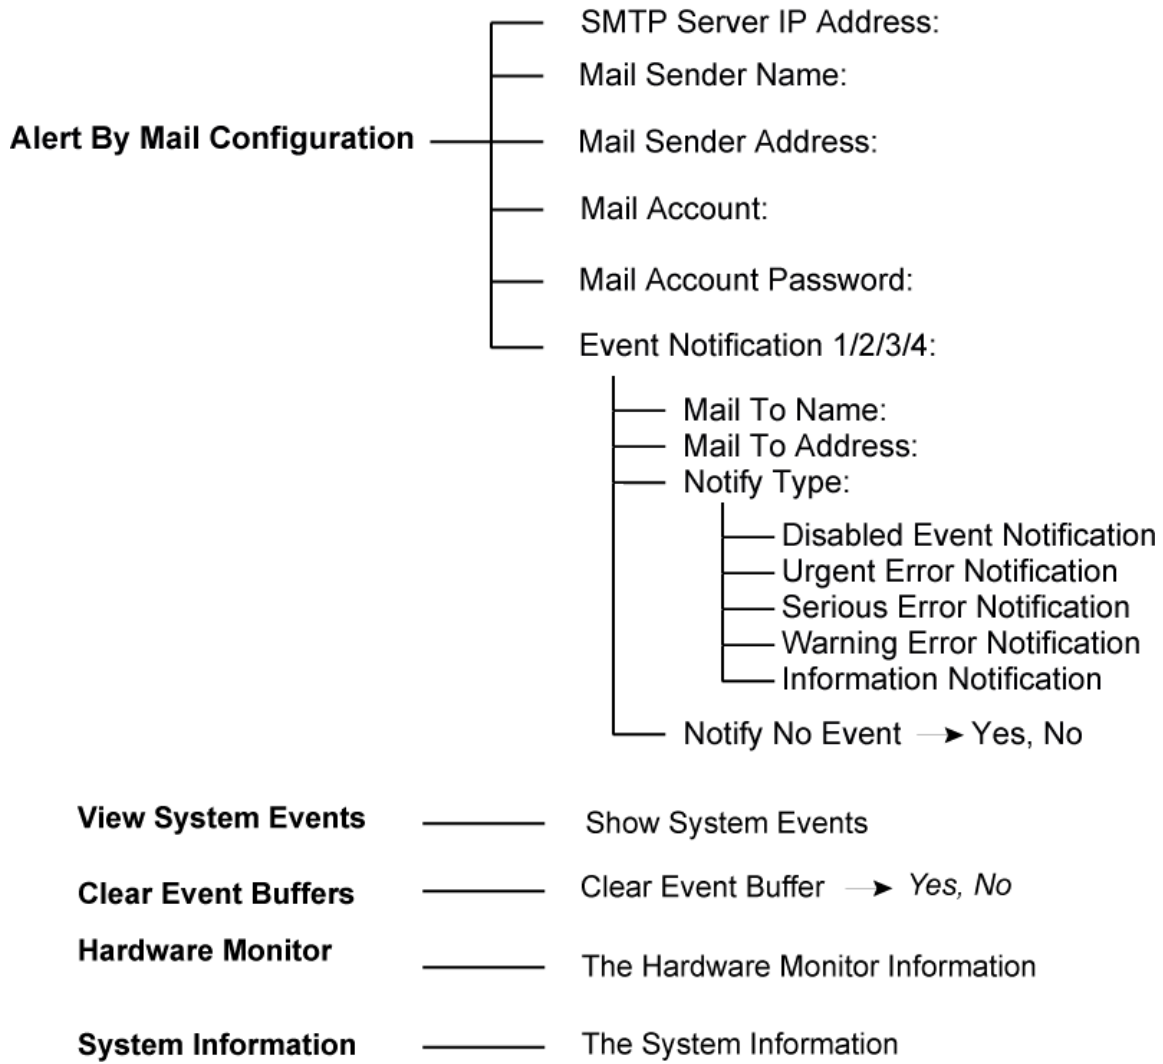 SMTP Server IP Address:
Mail Sender Name:
Alert By Mail Configuration
Mail Sender Address:
Mail Account:
Mail Account Password:
Event Notification 1/2/3/4:
Mail To Name:
Mail To Address:
Notify Type:
Disabled Event Notification
Urgent Error Notification
Serious Error Notification
Warning Error Notification
Information Notification
Notify No Event Yes, No
View System Events Show System Events
Clear Event Buffers Clear Event Buffer Yes, No
Hardware Monitor The Hardware Monitor Information
System Information The System Information